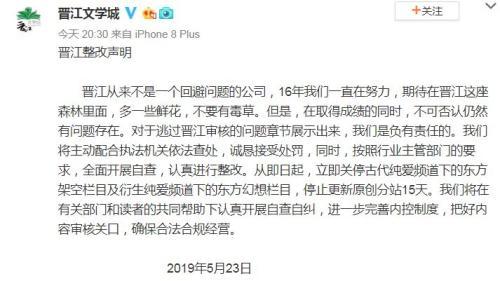 晋江文学城
今天 20:30 来自 iPhone 8 Plus
+关注
晋江整改声明
晋江从来不是一个回避问题的公司，16年我们一直在努力，期待在晋江这座
森林里面，多一些鲜花，不要有毒草。但是，在取得成绩的同时，不可否认仍然
有问题存在。对于逃过晋江审核的问题章节展示出来，我们是负有责任的。我们
将主动配合执法机关依法查处，诚恳接受处罚，同时，按照行业主管部门的要
求，全面开展自查，认真进行整改。从即日起，立即关停古代纯爱频道下的东方
架空栏目及衍生纯爱频道下的东方幻想栏目，停止更新原创分站15天。我们将在
有关部门和读者的共同帮助下认真开展自查自纠，进一步完善内控制度，把好内
容审核关口，确保合法合规经营。
2019年5月23日